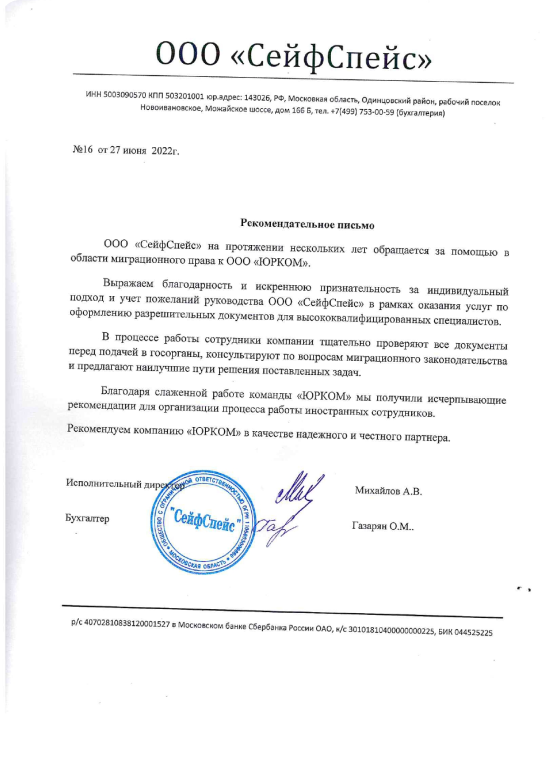 ООО «СейфСпейс»
ИНН 5003090570 КПП 503201001 юр.адрес: 143026, РФ, Московная область, Одинцовский район, рабочий поселок
Новоивановское, Можайское шоссе, дом 166 Б, тел. +7(499) 753-00-59 (бухгалтерия)
№16 от 27 июня 2022г.
Рекомендательное письмо
ООО «СейфСпейс» на протяжении нескольких лет обращается за помощью в
области миграционного права к ООО «ЮРКОМ».
Выражаем благодарность и искреннюю признательность за индивидуальный
подход и учет пожеланий руководства ООО «СейфСпейс» в рамках оказания услуг по
оформлению разрешительных документов для высококвалифицированных специалистов.
В процессе работы сотрудники компании тщательно проверяют все документы
перед подачей в госорганы, консультируют по вопросам миграционного законодательства
и предлагают наилучшие пути решения поставленных задач.
Благодаря слаженной работе команды «ЮРКОМ» мы получили исчерпывающие
рекомендации для организации процесса работы иностранных сотрудников.
Рекомендуем компанию «ЮРКОМ» в качестве надежного и честного партнера.
Исполнительный директор
Михайлов А.В.
Бухгалтер
Газарян О.М..
ОБЩЕСТВО С ОГРАНИЧЕННОЙ ОТВЕТСТВЕННОСТЬЮ ОГРН
"СейфСпейс"
МОСКОВСКАЯ ОБЛАСТЬ
р/с 40702810838120001527 в Московском банке Сбербанка России ОАО, к/с 30101810400000000225, БИК 044525225